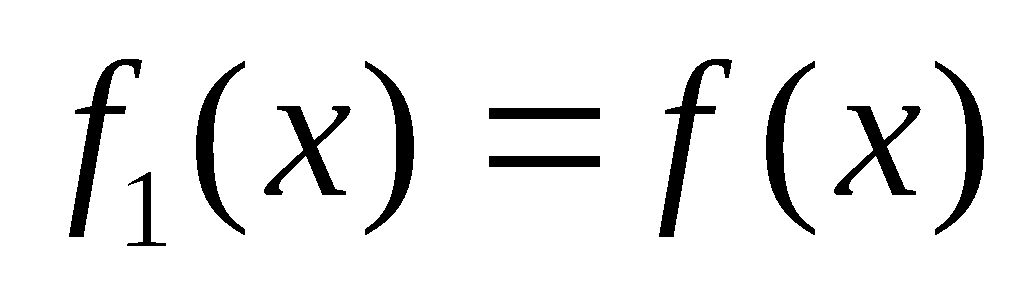 f₁(x) = f(x)